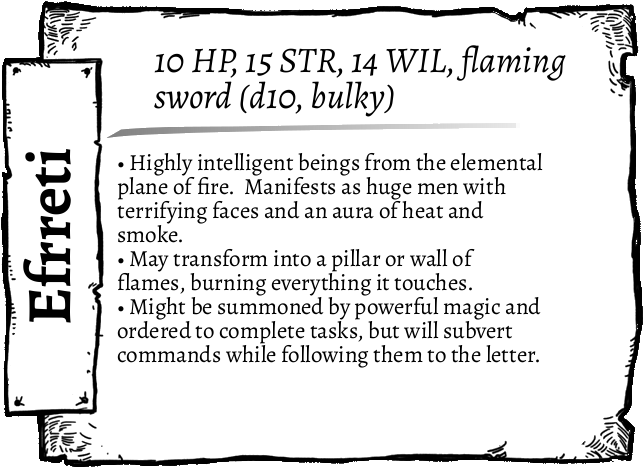 Efrreti
10 HP, 15 STR, 14 WIL, flaming
sword (d10, bulky)
• Highly intelligent beings from the elemental
plane of fire.  Manifests as huge men with
terrifying faces and an aura of heat and
smoke.
• May transform into a pillar or wall of
flames, burning everything it touches.
• Might be summoned by powerful magic and
ordered to complete tasks, but will subvert
commands while following them to the letter.